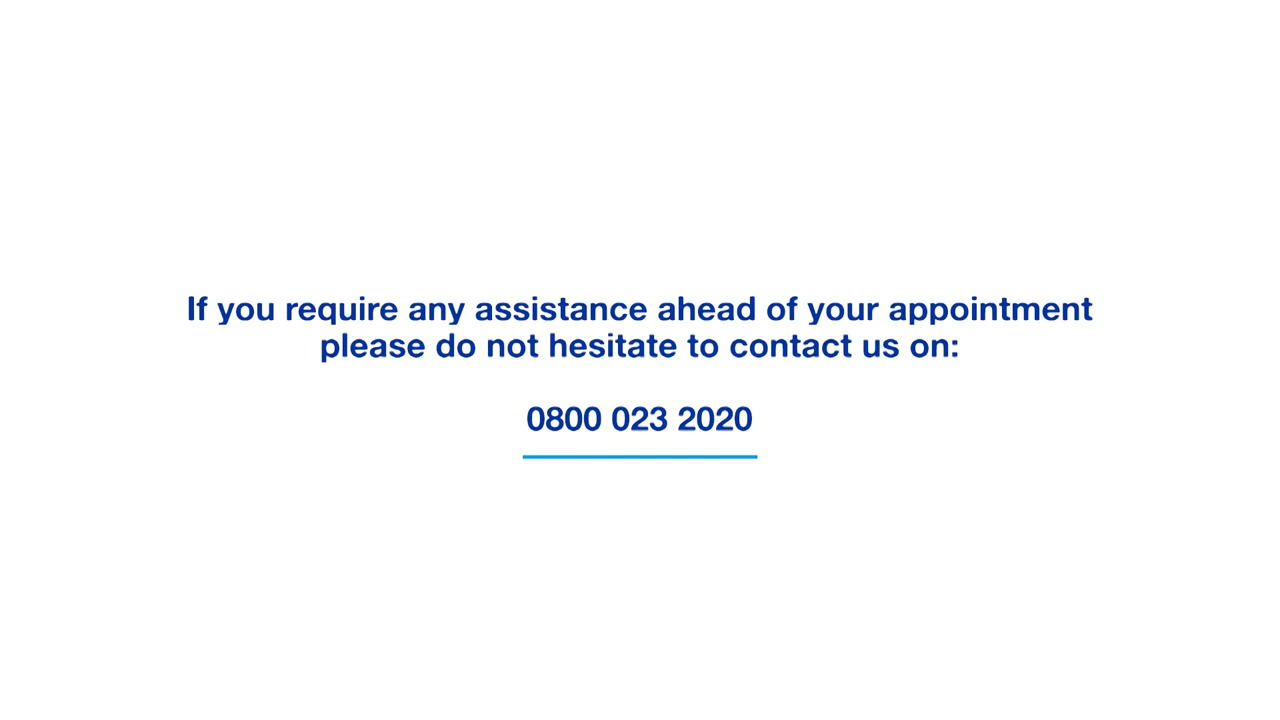 If you require any assistance ahead of your appointment
please do not hesitate to contact us on:
0800 023 2020